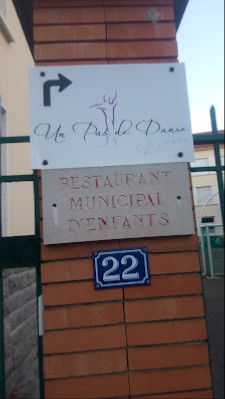 Un Pas de Danse
RESTAURANT
MUNICIPAL
D'ENFANTS
22